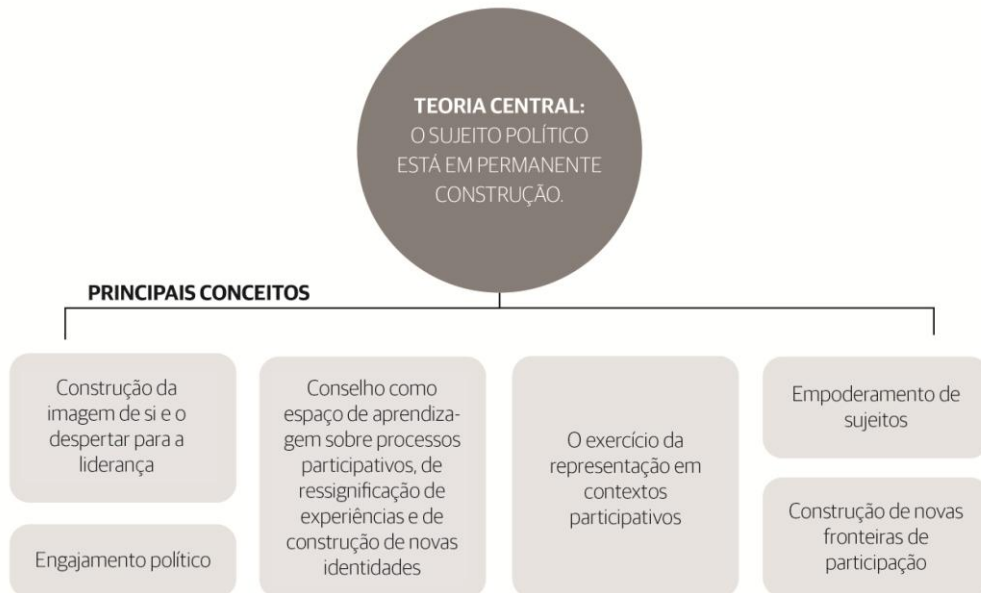 TEORIA CENTRAL:
O SUJEITO POLÍTICO
ESTÁ EM PERMANENTE
CONSTRUÇÃO.
PRINCIPAIS CONCEITOS
Construção da
imagem de si e o
despertar para a
liderança
Engajamento político
Conselho como
espaço de aprendiza-
gem sobre processos
participativos, de
ressignificação de
experiências e de
construção de novas
identidades
O exercício da
representação em
contextos
participativos
Empoderamento de
sujeitos
Construção de novas
fronteiras de
participação